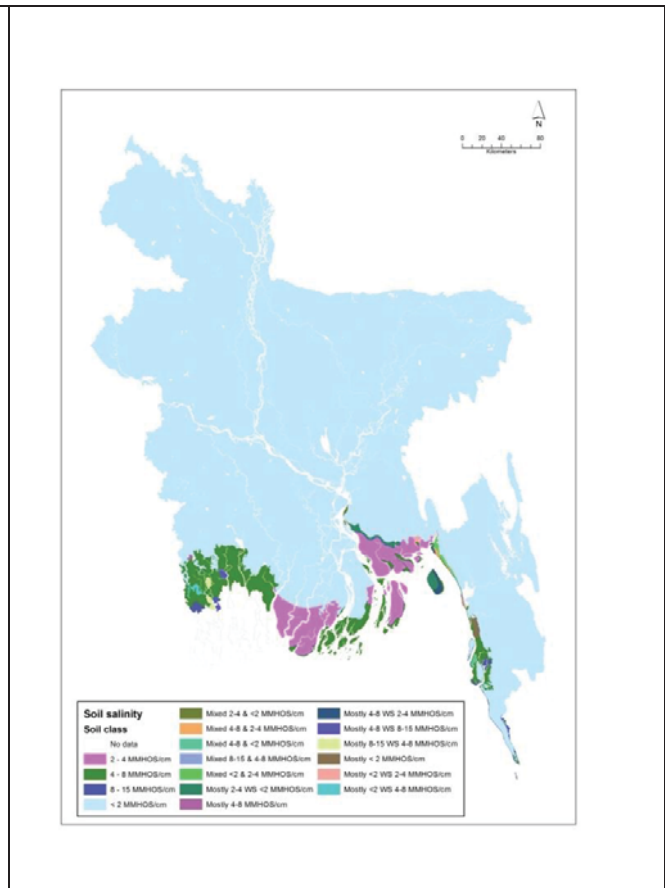 N
0 20 40 80
Kilometers
Soil salinity
Soil class
No data
2 - 4 MMHOS/cm
4 - 8 MMHOS/cm
8 - 15 MMHOS/cm
< 2 MMHOS/cm
Mixed 2-4 & <2 MMHOS/cm
Mixed 4-8 & 2-4 MMHOS/cm
Mixed 4-8 & <2 MMHOS/cm
Mixed 8-15 & 4-8 MMHOS/cm
Mixed <2 & 2-4 MMHOS/cm
Mostly 2-4 WS <2 MMHOS/cm
Mostly 4-8 MMHOS/cm
Mostly 4-8 WS 2-4 MMHOS/cm
Mostly 4-8 WS 8-15 MMHOS/cm
Mostly 8-15 WS 4-8 MMHOS/cm
Mostly < 2 MMHOS/cm
Mostly <2 WS 2-4 MMHOS/cm
Mostly <2 WS 4-8 MMHOS/cm